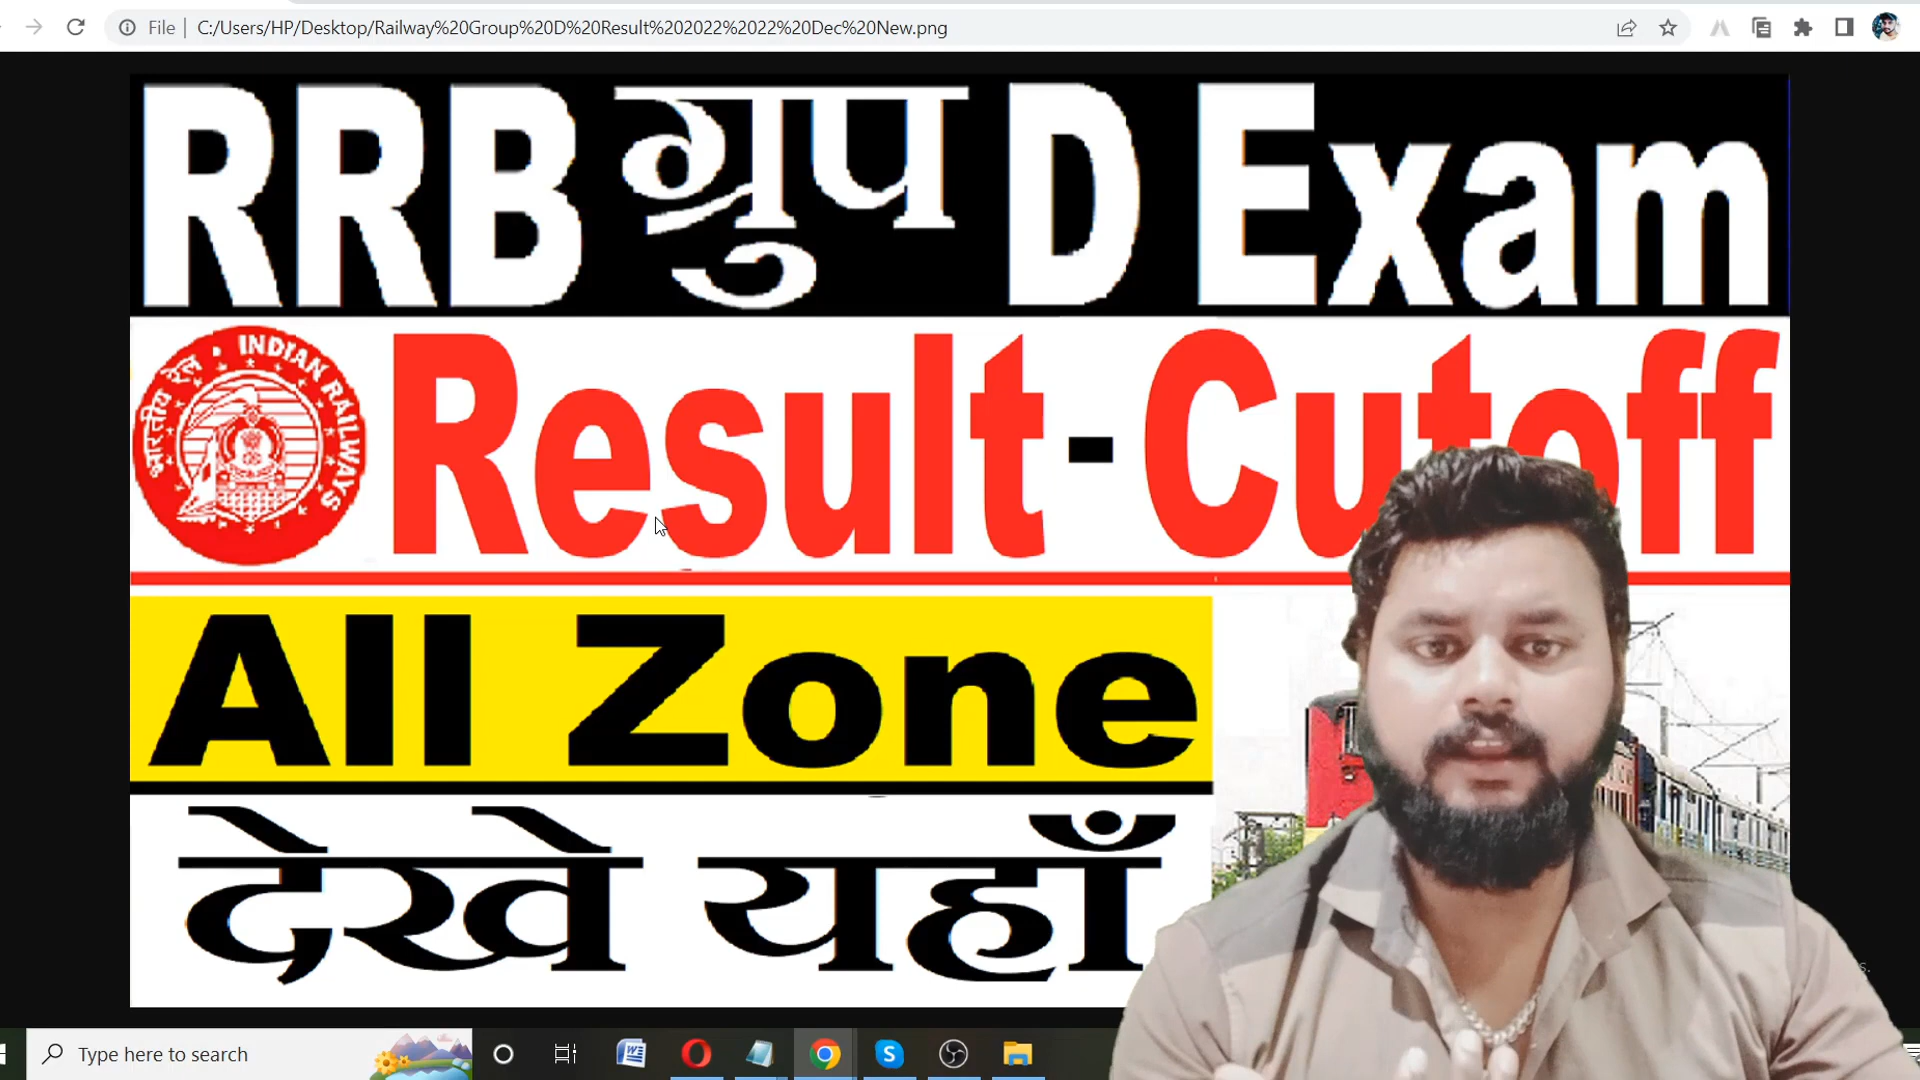 File
C:/Users/HP/Desktop/Railway%20Group%20D%20Result%202022%2022%20Dec%20New.png
RRB ग्रुप D Exam
भारतीय रेल • INDIAN RAILWAYS
Result - Cutoff
All Zone
देखे यहाँ
Type here to search